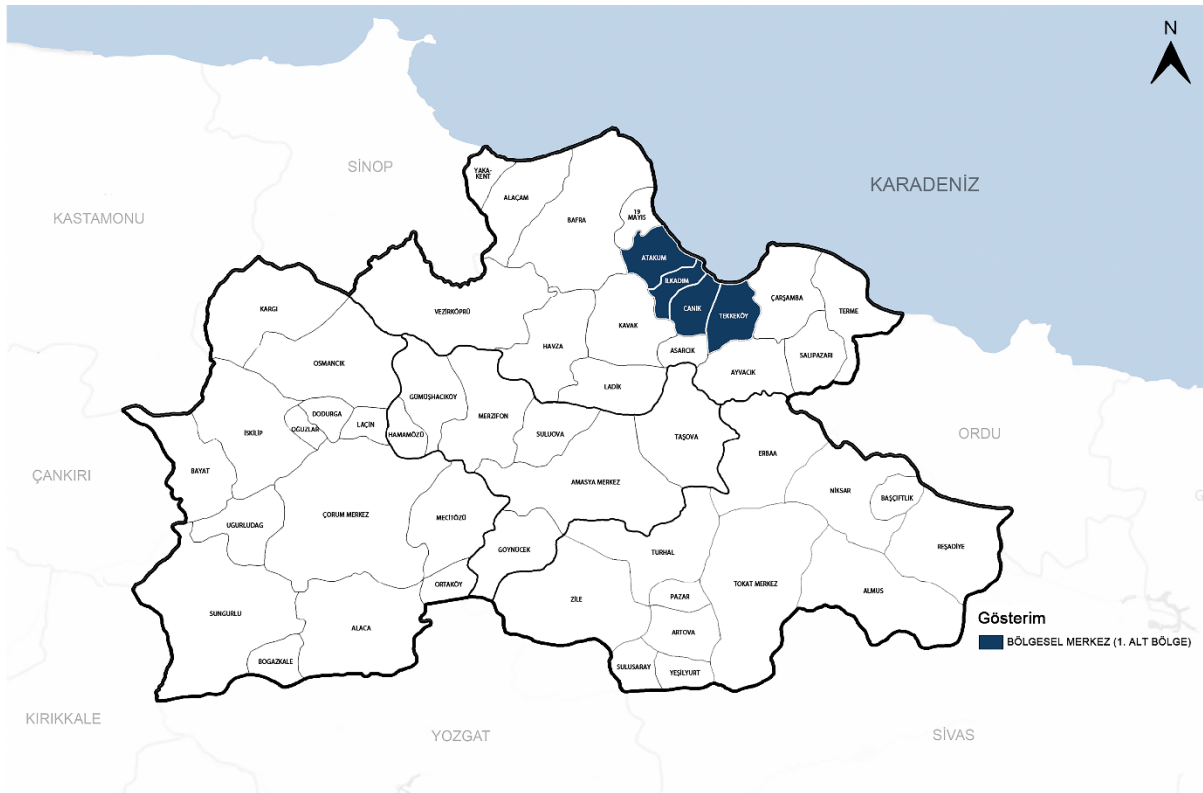 N
SİNOP
KARADENİZ
KASTAMONU
YAKA-
KENT
ALAÇAM
BAFRA
19
MAYIS
ATAKUM
İLKADIM
CANİK
TEKKEKÖY
ÇARŞAMBA
TERME
KARGI
VEZİRKÖPRÜ
KAVAK
HAVZA
ASARCIK
SALIPAZARI
AYVACIK
OSMANCIK
LADİK
GÜMÜŞHACIKÖY
MERZİFON
DODURGA
OĞUZLAR
LAÇİN
HAMAMÖZÜ
İSKİLİP
SULUOVA
TAŞOVA
ORDU
ERBAA
BAYAT
ÇANKIRI
AMASYA MERKEZ
NİKSAR
BAŞÇİFTLİK
G
UĞURLUDAG
ÇORUM MERKEZ
MECİTÖZÜ
GÖYNÜCEK
TURHAL
REŞADİYE
ORTAKÖY
TOKAT MERKEZ
ALMUS
ZİLE
PAZAR
SUNGURLU
ALACA
ARTOVA
Gösterim
BÖLGESEL MERKEZ (1. ALT BÖLGE)
BOGAZKALE
SULUSARAY
YEŞİLYURT
KIRIKKALE
YOZGAT
SİVAS